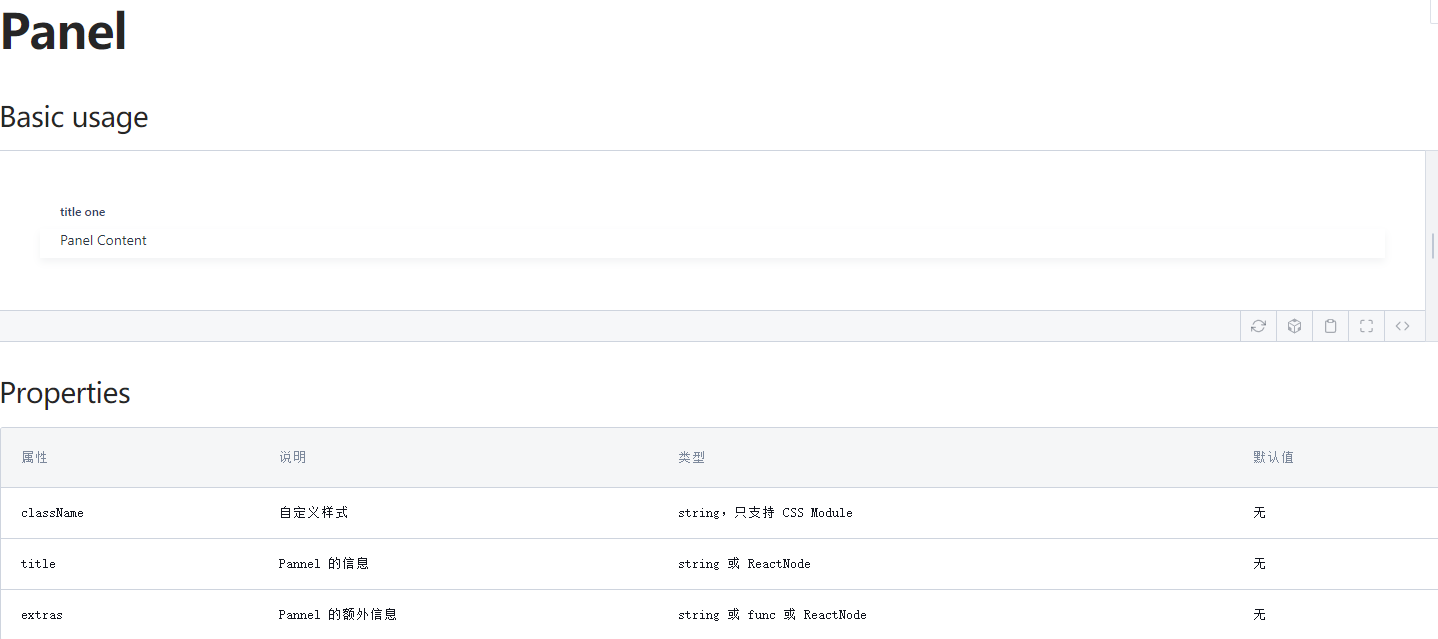 Panel
Basic usage
title one
Panel Content
Properties
属性 说明 类型 默认值
className 自定义样式 string，只支持 CSS Module 无
title Pannel 的信息 string 或 ReactNode 无
extras Pannel 的额外信息 string 或 func 或 ReactNode 无